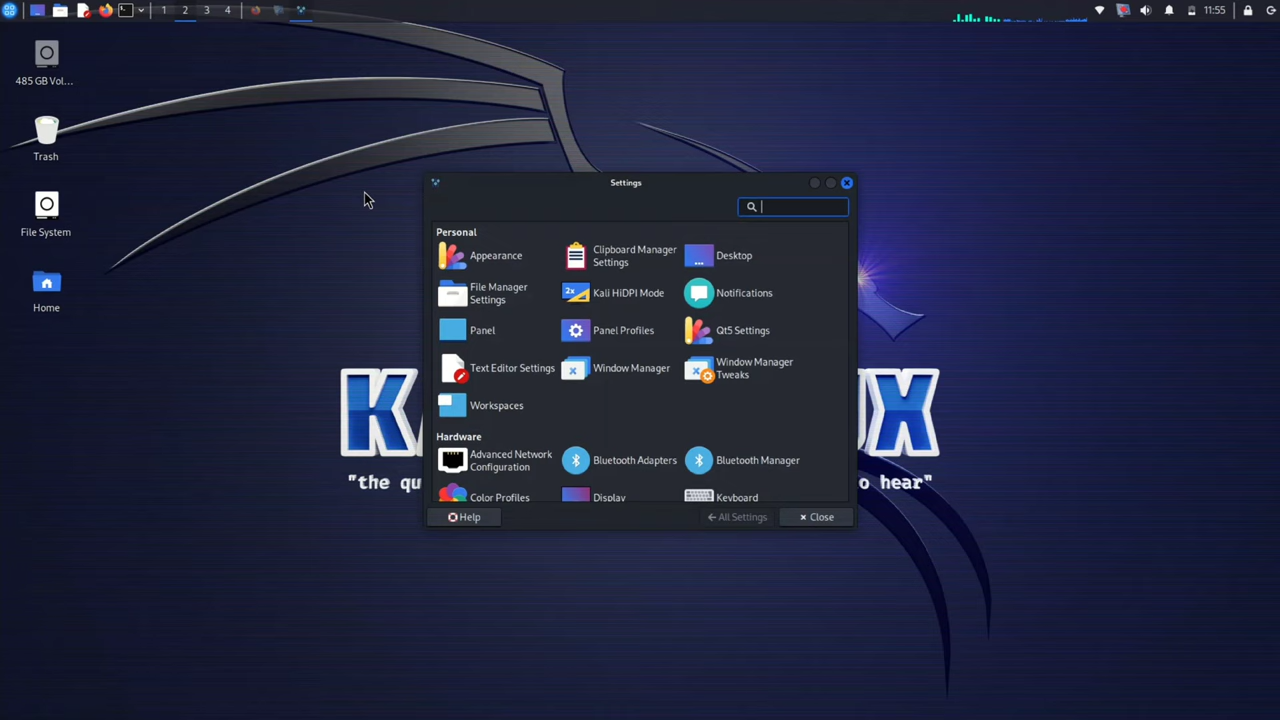 1 2 3 4
11:55
485 GB Vol...
Trash
File System
Home
Settings
Personal
Appearance
Clipboard Manager
Settings
Desktop
File Manager
Settings
Kali HiDPI Mode
Notifications
Panel
Panel Profiles
Qt5 Settings
Text Editor Settings
Window Manager
Window Manager
Tweaks
Workspaces
Hardware
Advanced Network
Configuration
Bluetooth Adapters
Bluetooth Manager
Color Profiles
Display
Keyboard
Help
All Settings
Close
K
X
"the qu
o hear"
2x